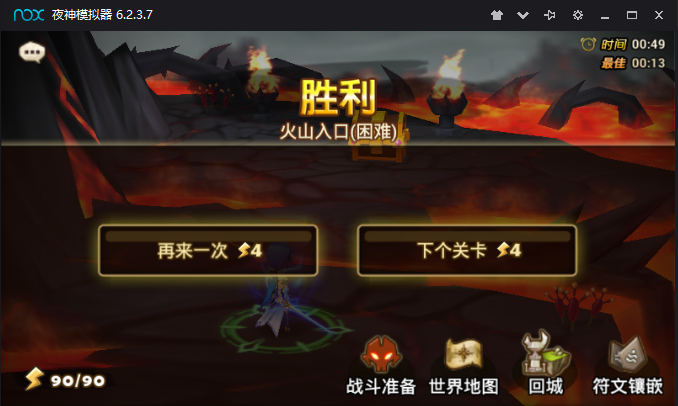 nox 夜神模拟器 6.2.3.7
时间 00:49
最佳 00:13
胜利
火山入口(困难)
再来一次 4
下个关卡 4
90/90
战斗准备
世界地图
回城
符文镶嵌